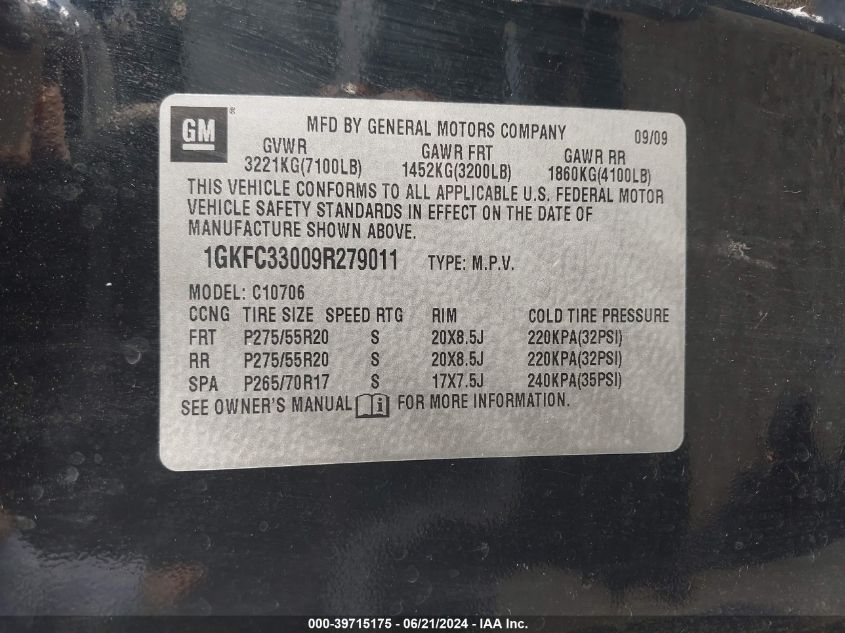 GM®
MFD BY GENERAL MOTORS COMPANY 09/09
GVWR GAWR FRT GAWR RR
3221KG(7100LB) 1452KG(3200LB) 1860KG(4100LB)
THIS VEHICLE CONFORMS TO ALL APPLICABLE U.S. FEDERAL MOTOR
VEHICLE SAFETY STANDARDS IN EFFECT ON THE DATE OF
MANUFACTURE SHOWN ABOVE.
1GKFC33009R279011 TYPE: M.P.V.
MODEL: C10706
CCNG TIRE SIZE SPEED RTG RIM COLD TIRE PRESSURE
FRT P275/55R20 S 20X8.5J 220KPA(32PSI)
RR P275/55R20 S 20X8.5J 220KPA(32PSI)
SPA P265/70R17 S 17X7.5J 240KPA(35PSI)
SEE OWNER'S MANUAL i FOR MORE INFORMATION.
000-39715175 - 06/21/2024 - IAAI Inc.